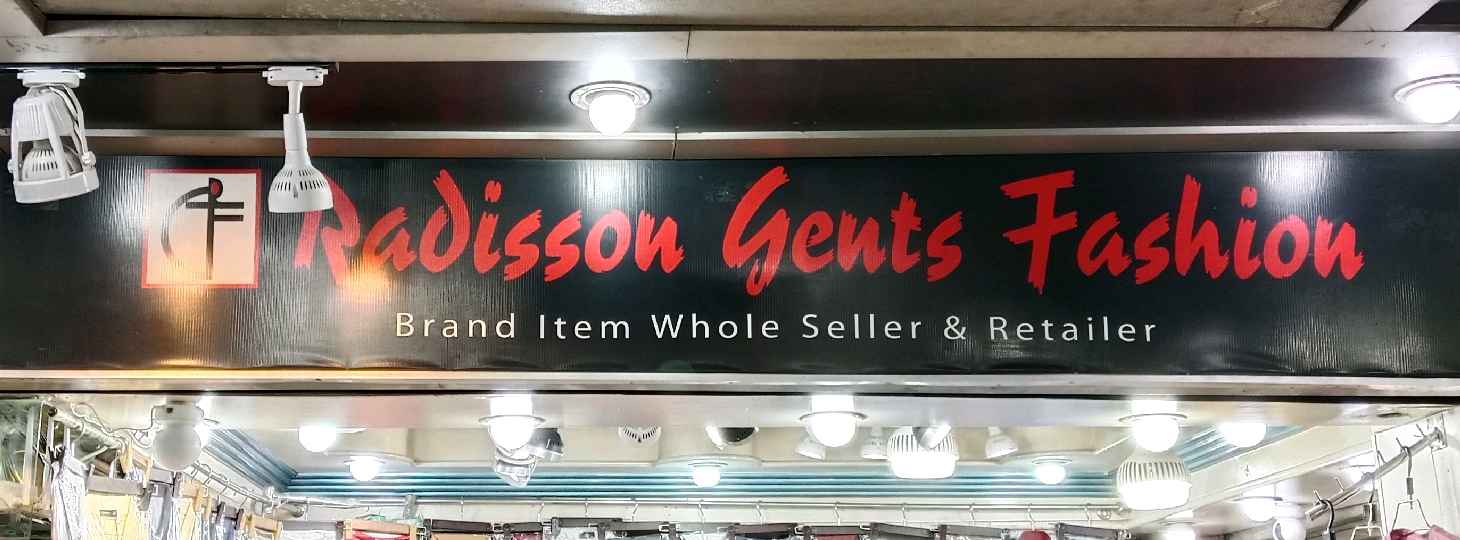 Radisson Gents Fashion
Brand Item Whole Seller & Retailer